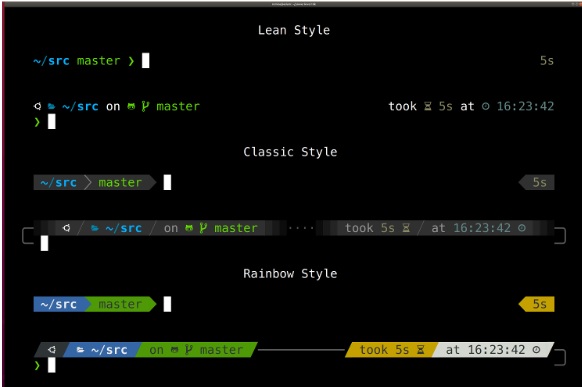 Lean Style
~/src master ❯ 5s
~/src on master took 5s at 16:23:42
❯
Classic Style
~/src master 5s
~/src on master ···· took 5s at 16:23:42
Rainbow Style
~/src master 5s
~/src on master took 5s at 16:23:42
❯